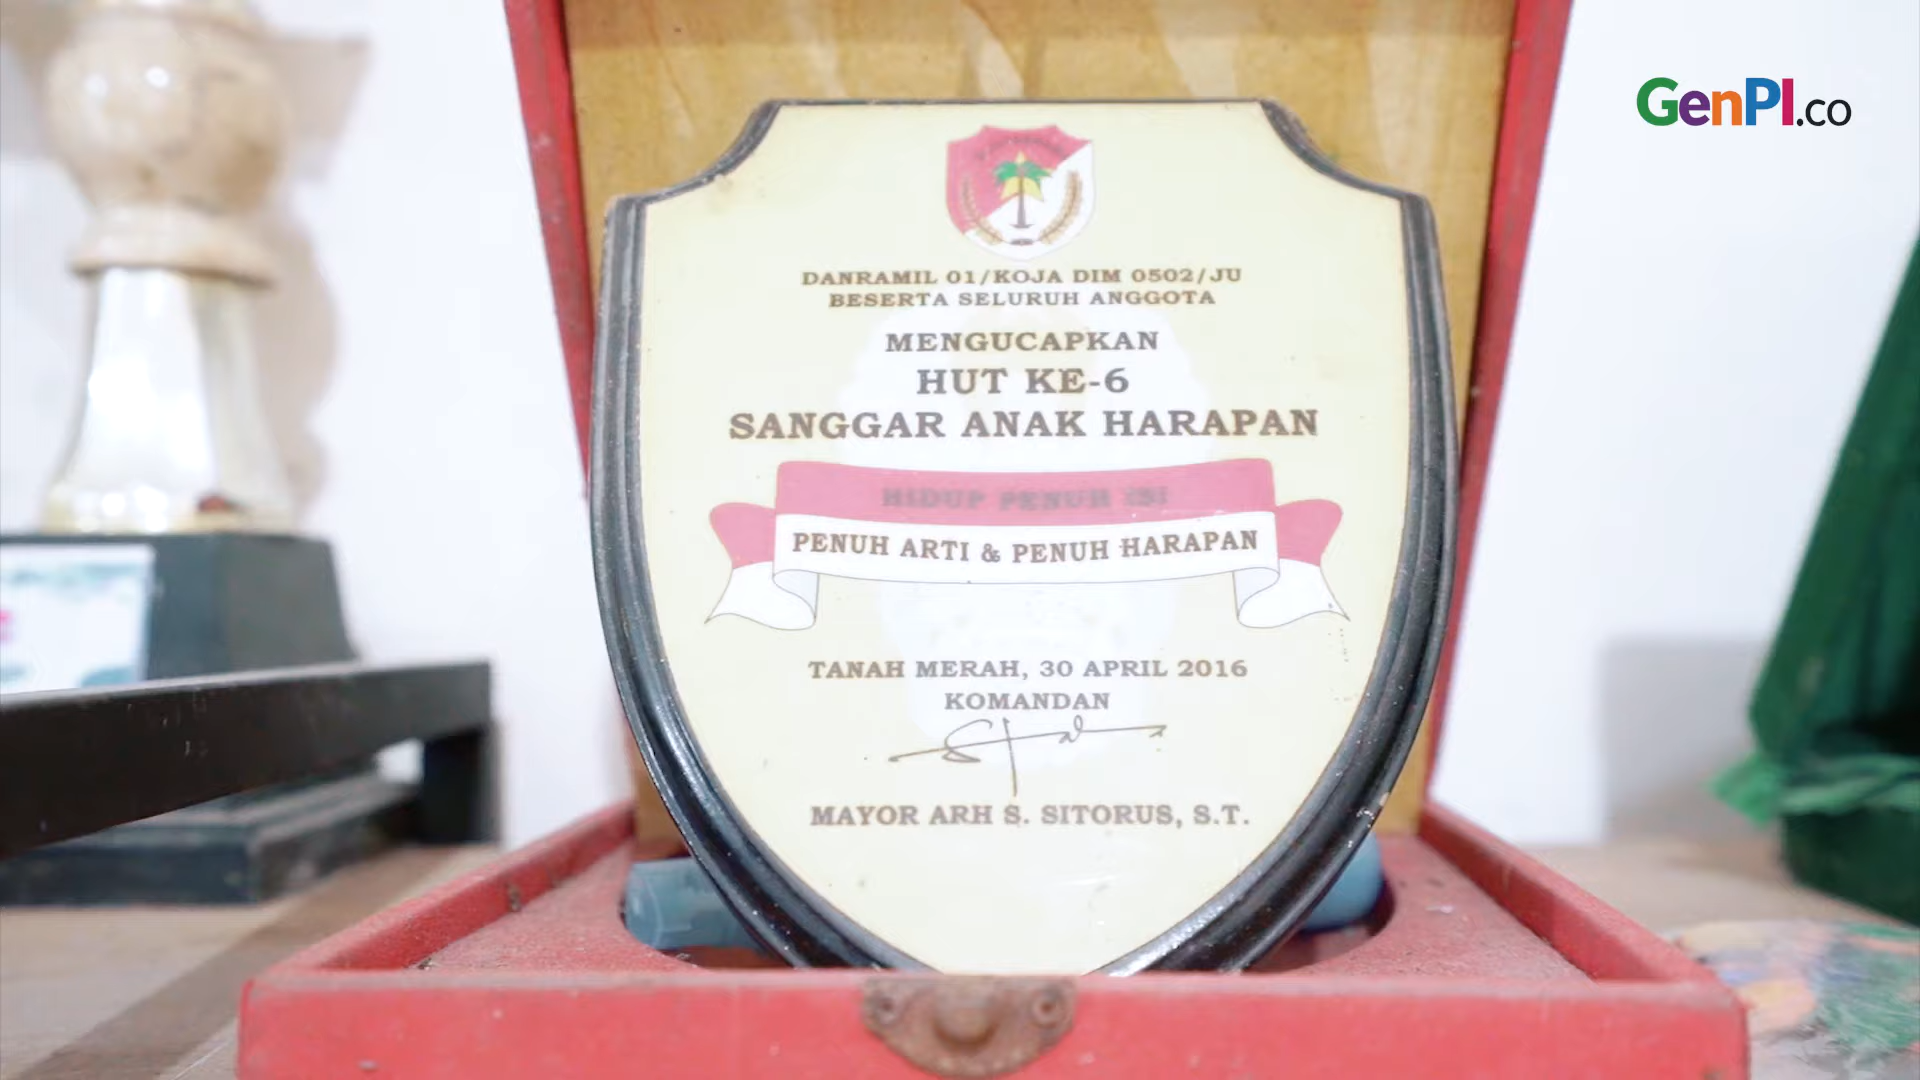 GenPI.co
DANRAMIL 01/KOJA DIM 0502/JU
BESERTA SELURUH ANGGOTA
MENGUCAPKAN
HUT KE-6
SANGGAR ANAK HARAPAN
HIDUP PENUH ISI
PENUH ARTI & PENUH HARAPAN
TANAH MERAH, 30 APRIL 2016
KOMANDAN
MAYOR ARH S. SITORUS, S.T.